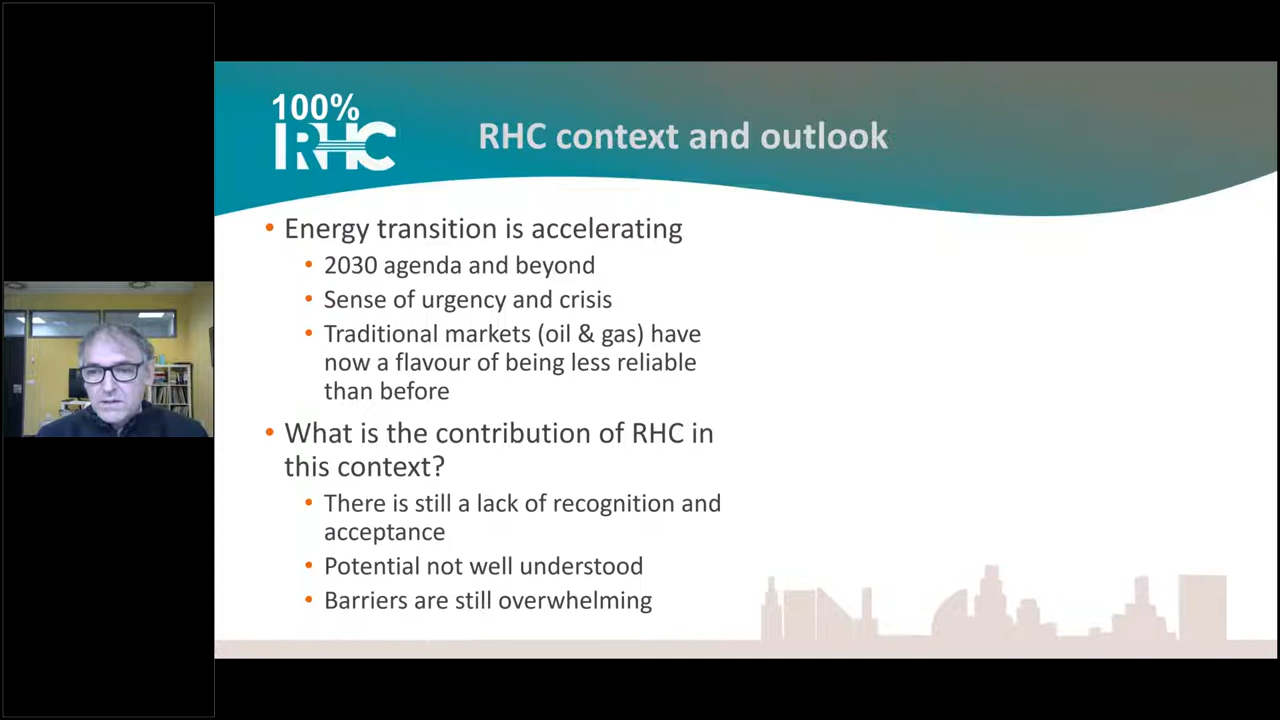 100%
RHC
RHC context and outlook
• Energy transition is accelerating
• 2030 agenda and beyond
• Sense of urgency and crisis
• Traditional markets (oil & gas) have
now a flavour of being less reliable
than before
• What is the contribution of RHC in
this context?
• There is still a lack of recognition and
acceptance
• Potential not well understood
• Barriers are still overwhelming